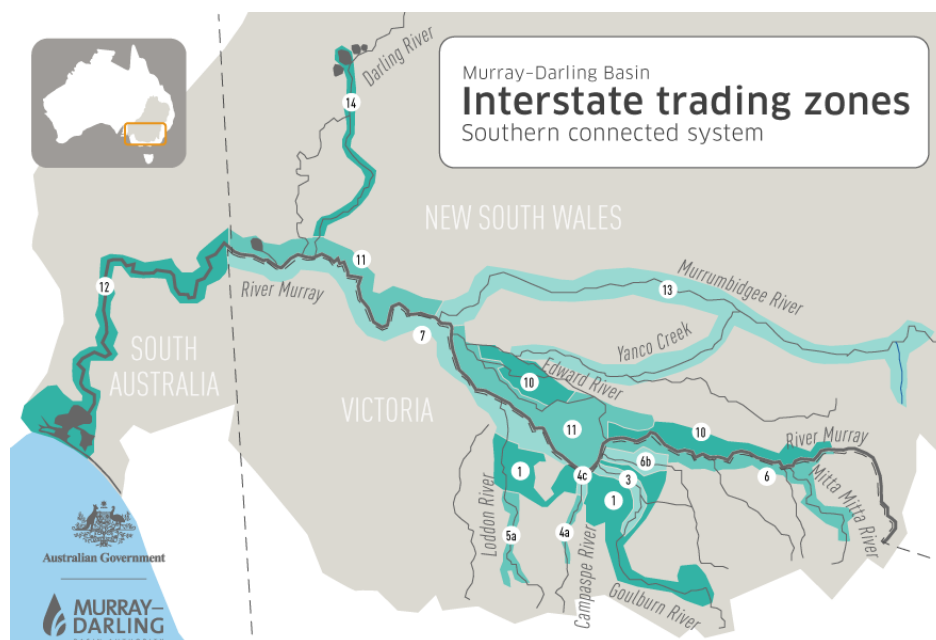 Murray–Darling Basin
Interstate trading zones
Southern connected system
Darling River
14
NEW SOUTH WALES
11
12
River Murray
Murrumbidgee River
13
7
Yanco Creek
SOUTH
AUSTRALIA
VICTORIA
Edward River
10
11
10
River Murray
6b
6
4c
3
1
1
Mitta Mitta River
Loddon River
5a
4a
Campaspe River
Goulburn River
Australian Government
MURRAY–
DARLING